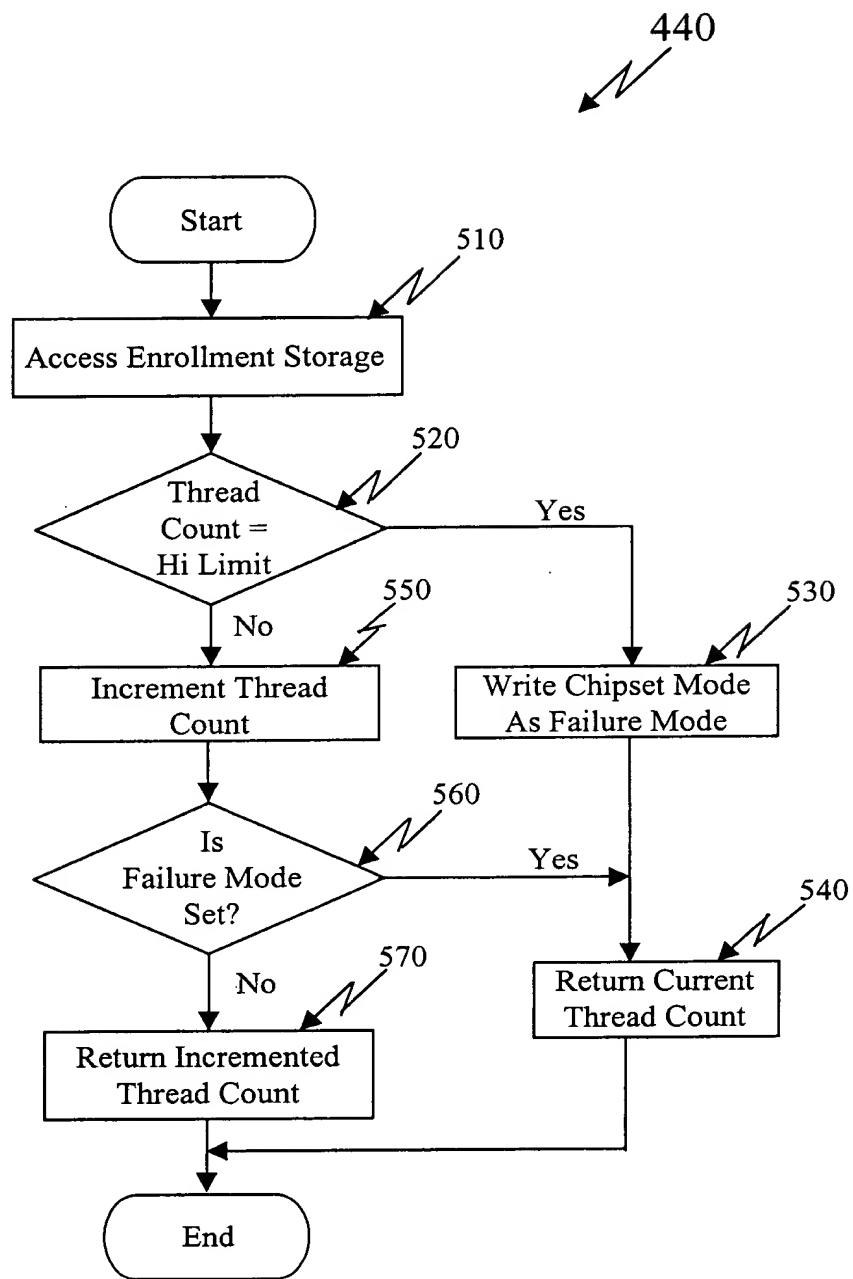 440
Start
510
Access Enrollment Storage
520
Thread
Count =
Hi Limit
Yes
550
No
530
Increment Thread
Count
Write Chipset Mode
As Failure Mode
560
Is
Failure Mode
Set?
Yes
540
No
570
Return Current
Thread Count
Return Incremented
Thread Count
End